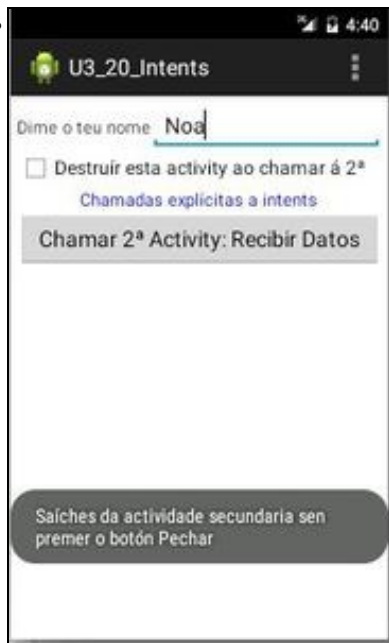 4:40
U3_20_Intents
Dime o teu nome Noa
Destruír esta activity ao chamar á 2ª
Chamadas explicitas a intents
Chamar 2ª Activity: Recibir Datos
Saíches da actividade secundaria sen
premer o botón Pechar